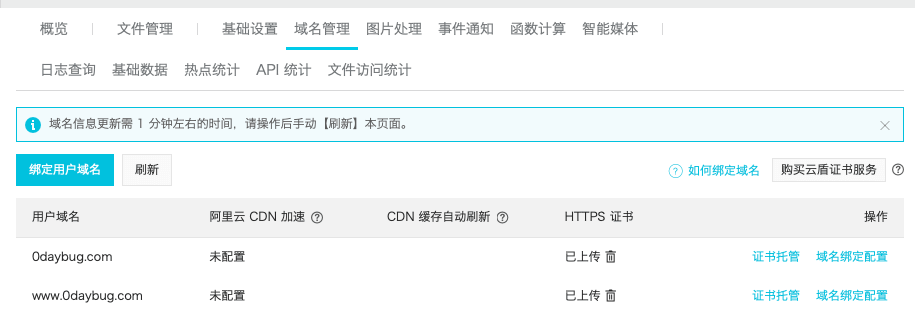 概览 文件管理 基础设置 域名管理 图片处理 事件通知 函数计算 智能媒体
日志查询 基础数据 热点统计 API 统计 文件访问统计
域名信息更新需 1 分钟左右的时间，请操作后手动【刷新】本页面。
绑定用户域名 刷新 如何绑定域名 购买云盾证书服务
用户域名 阿里云 CDN 加速 CDN 缓存自动刷新 HTTPS 证书 操作
0daybug.com 未配置 已上传 证书托管 域名绑定配置
www.0daybug.com 未配置 已上传 证书托管 域名绑定配置